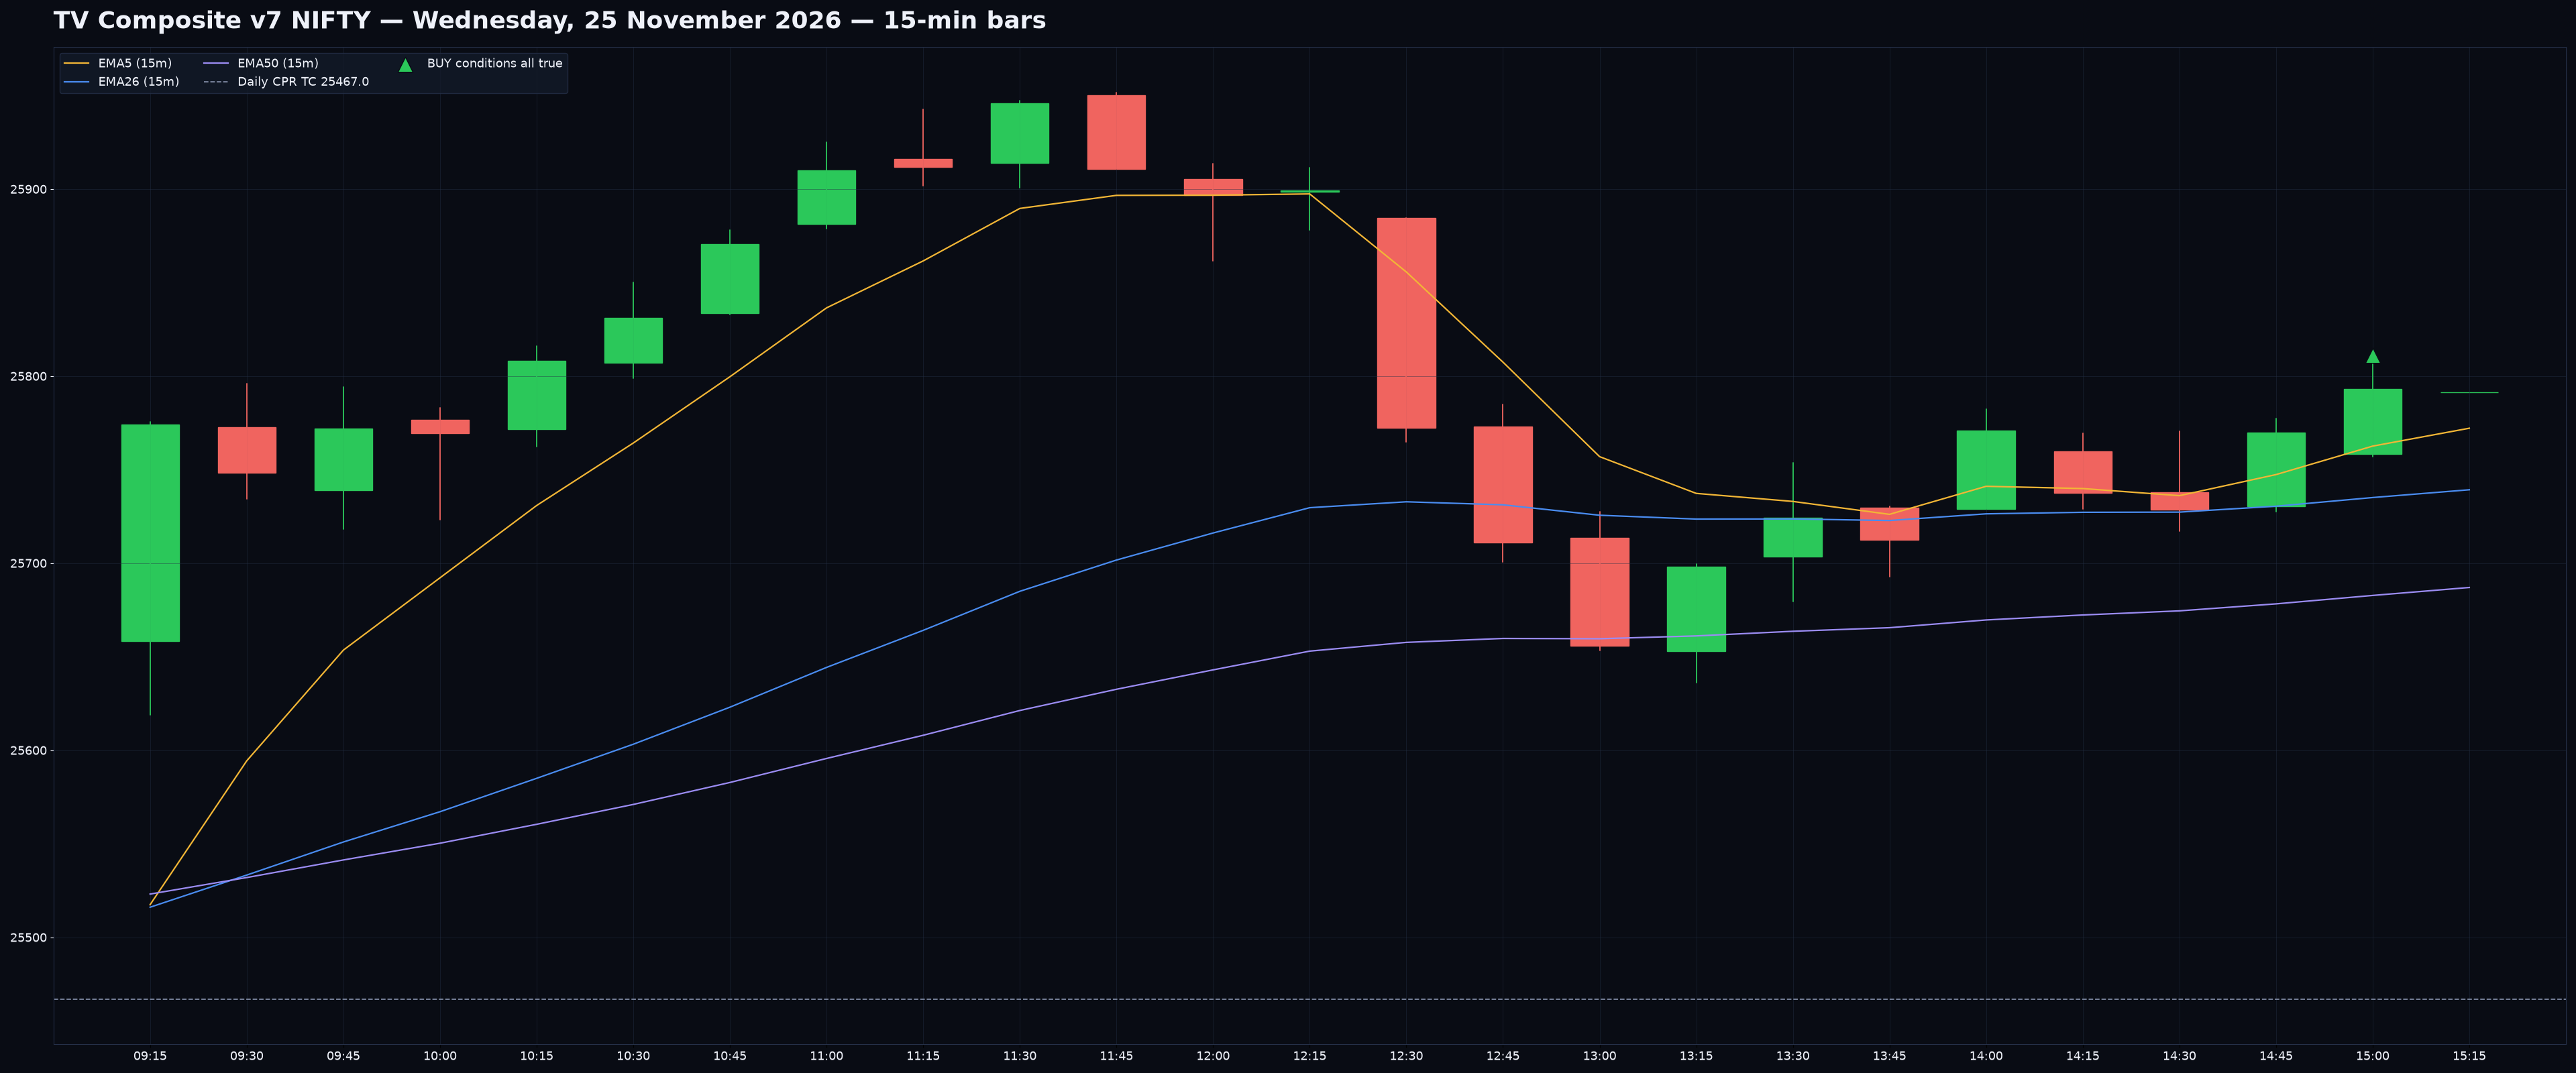 TV Composite v7 NIFTY — Wednesday, 25 November 2026 — 15-min bars
EMA5 (15m)
EMA26 (15m)
EMA50 (15m)
Daily CPR TC 25467.0
BUY conditions all true
25900
25800
25700
25600
25500
09:15 09:30 09:45 10:00 10:15 10:30 10:45 11:00 11:15 11:30 11:45 12:00 12:15 12:30 12:45 13:00 13:15 13:30 13:45 14:00 14:15 14:30 14:45 15:00 15:15